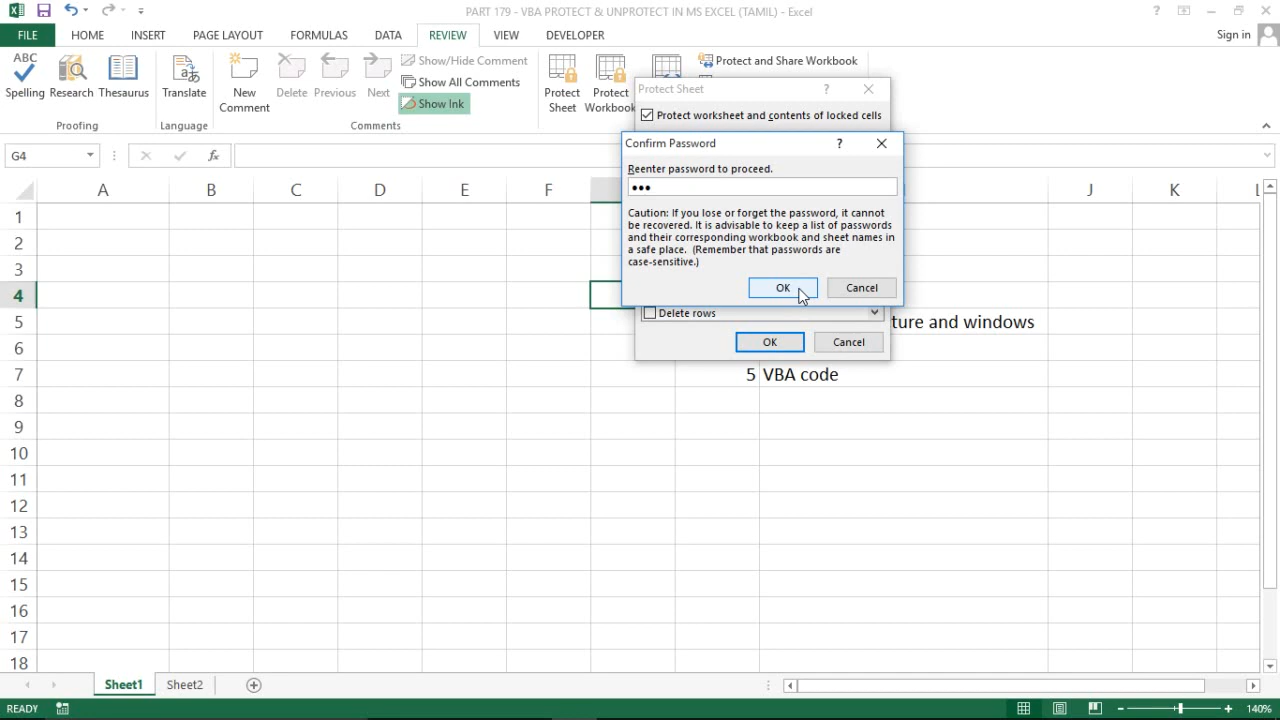 PART 179 - VBA PROTECT & UNPROTECT IN MS EXCEL (TAMIL) - Excel
FILE HOME INSERT PAGE LAYOUT FORMULAS DATA REVIEW VIEW DEVELOPER Sign in
ABC
Spelling Research Thesaurus
Proofing
Translate
Language
New Comment
Delete Previous Next
Show/Hide Comment
Show All Comments
Show Ink
Comments
Protect Sheet
Protect Workbook
Protect and Share Workbook
G4
fx
A B C D E F J K L
1
2
3
4
5
6
7
8
9
10
11
12
13
14
15
16
17
18
Protect Sheet
Protect worksheet and contents of locked cells
Confirm Password
Reenter password to proceed.
Caution: If you lose or forget the password, it cannot
be recovered. It is advisable to keep a list of passwords
and their corresponding workbook and sheet names in
a safe place. (Remember that passwords are
case-sensitive.)
OK Cancel
Delete rows
OK Cancel
ture and windows
5 VBA code
Sheet1 Sheet2
READY
140%